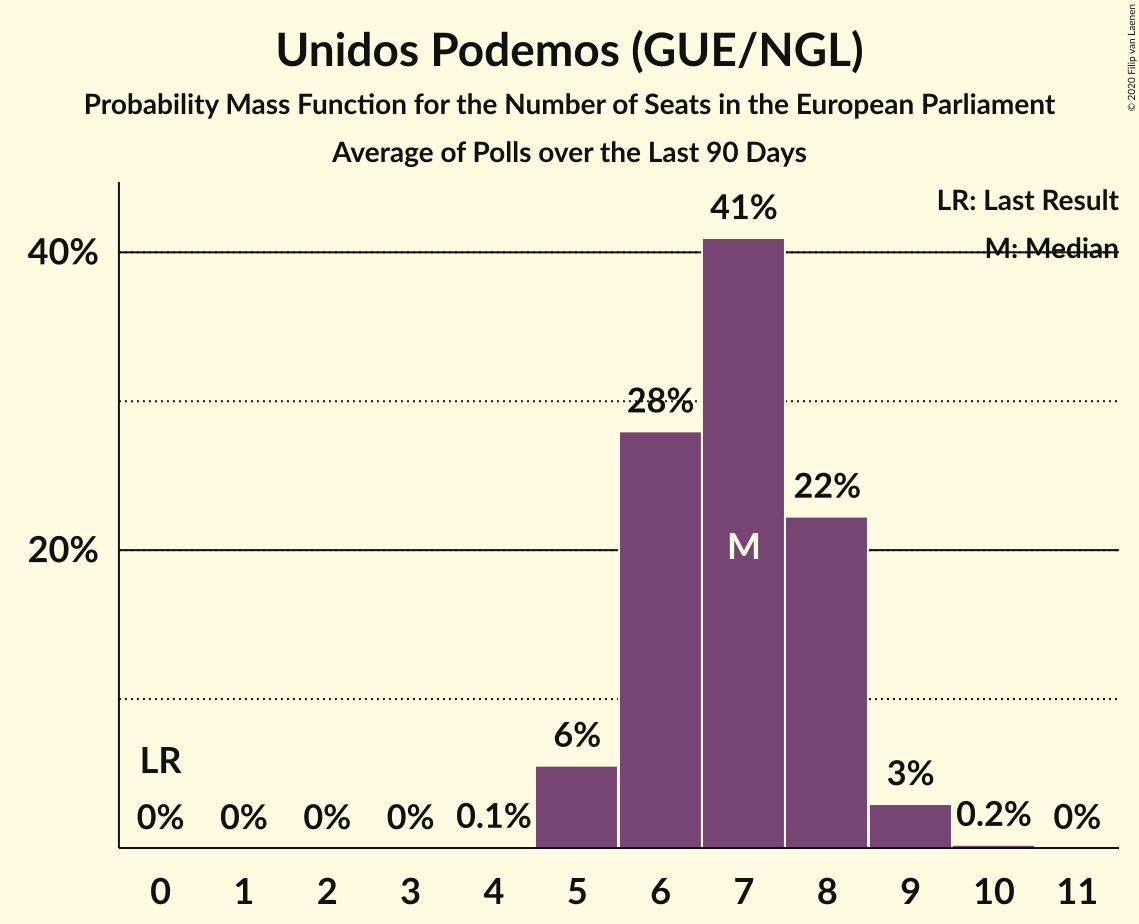 Unidos Podemos (GUE/NGL)
Probability Mass Function for the Number of Seats in the European Parliament
Average of Polls over the Last 90 Days
© 2020 Filip van Laenen
LR: Last Result
M: Median
40%
20%
41%
28%
22%
M
6%
3%
LR
0% 0% 0% 0% 0.1% 0.2% 0%
0 1 2 3 4 5 6 7 8 9 10 11